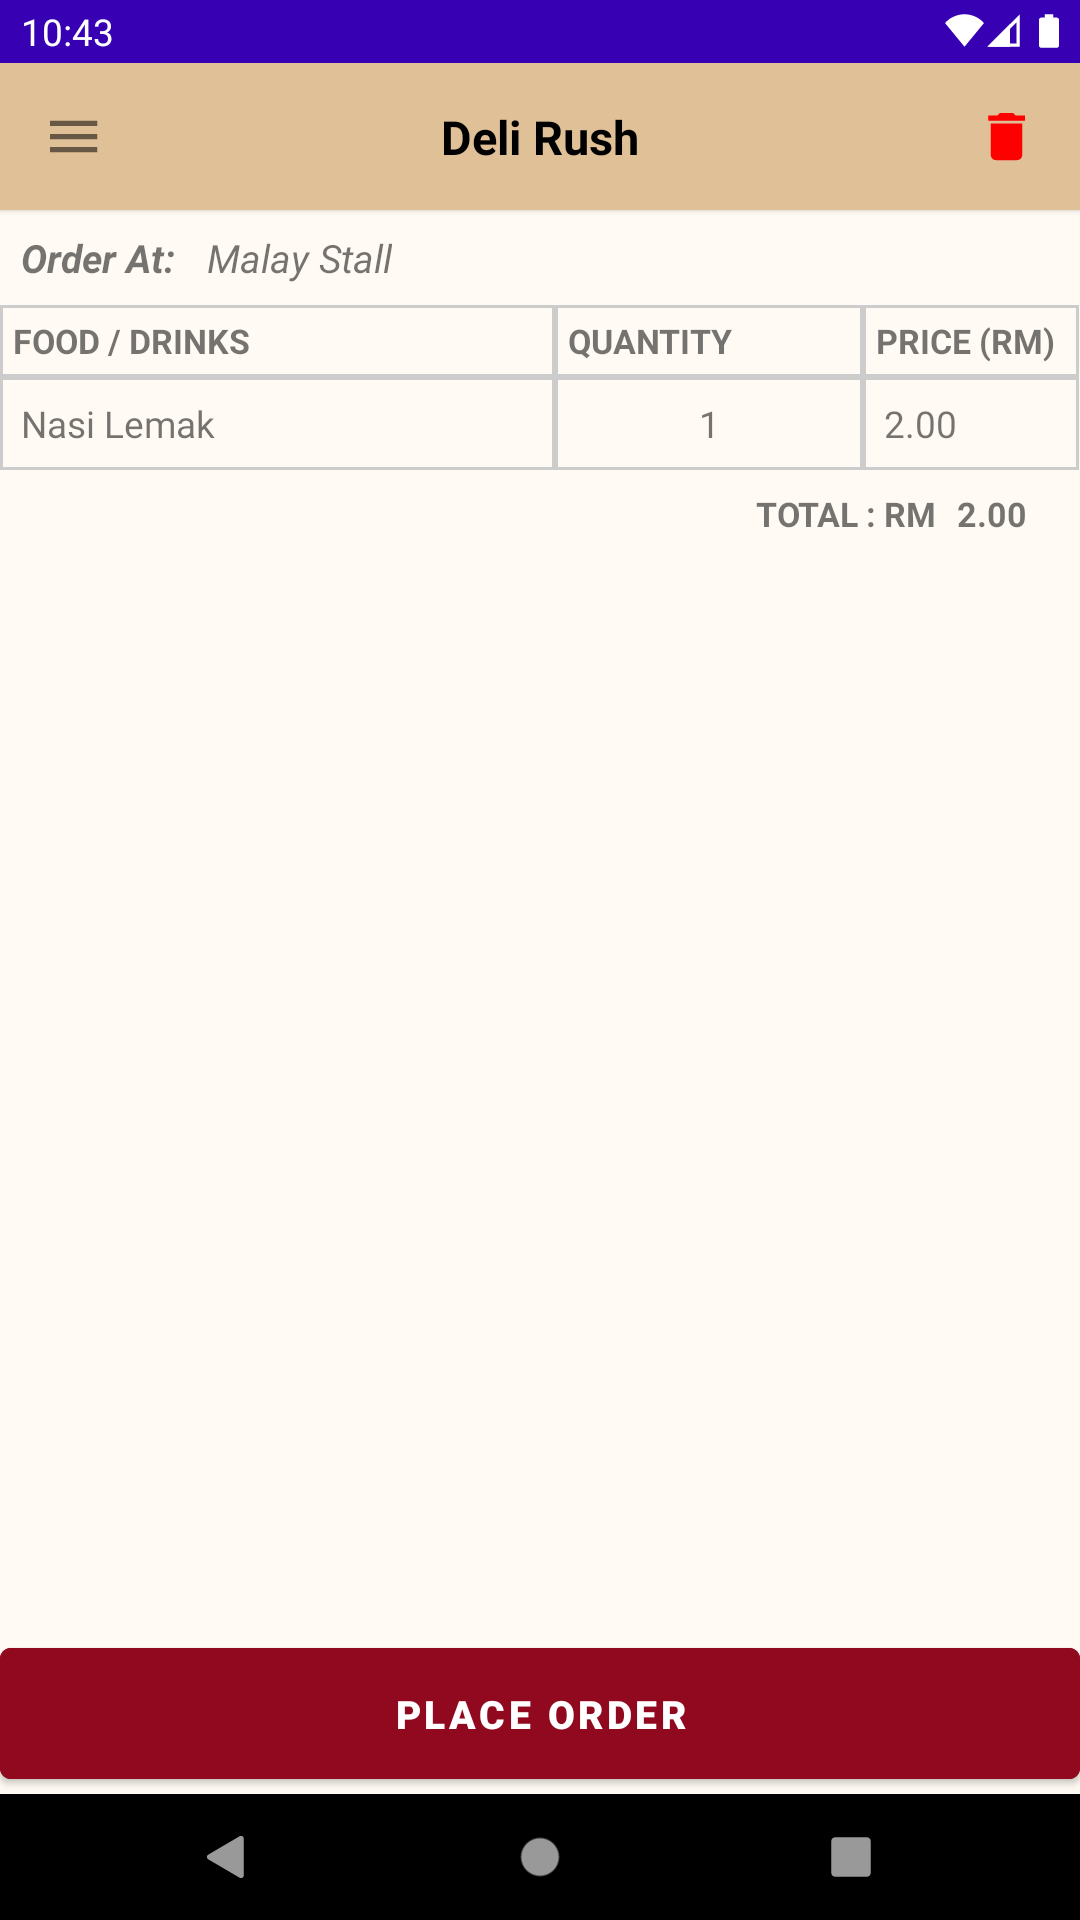 10:43
Deli Rush
Order At: Malay Stall
FOOD / DRINKS QUANTITY PRICE (RM)
Nasi Lemak 1 2.00
TOTAL : RM 2.00
PLACE ORDER